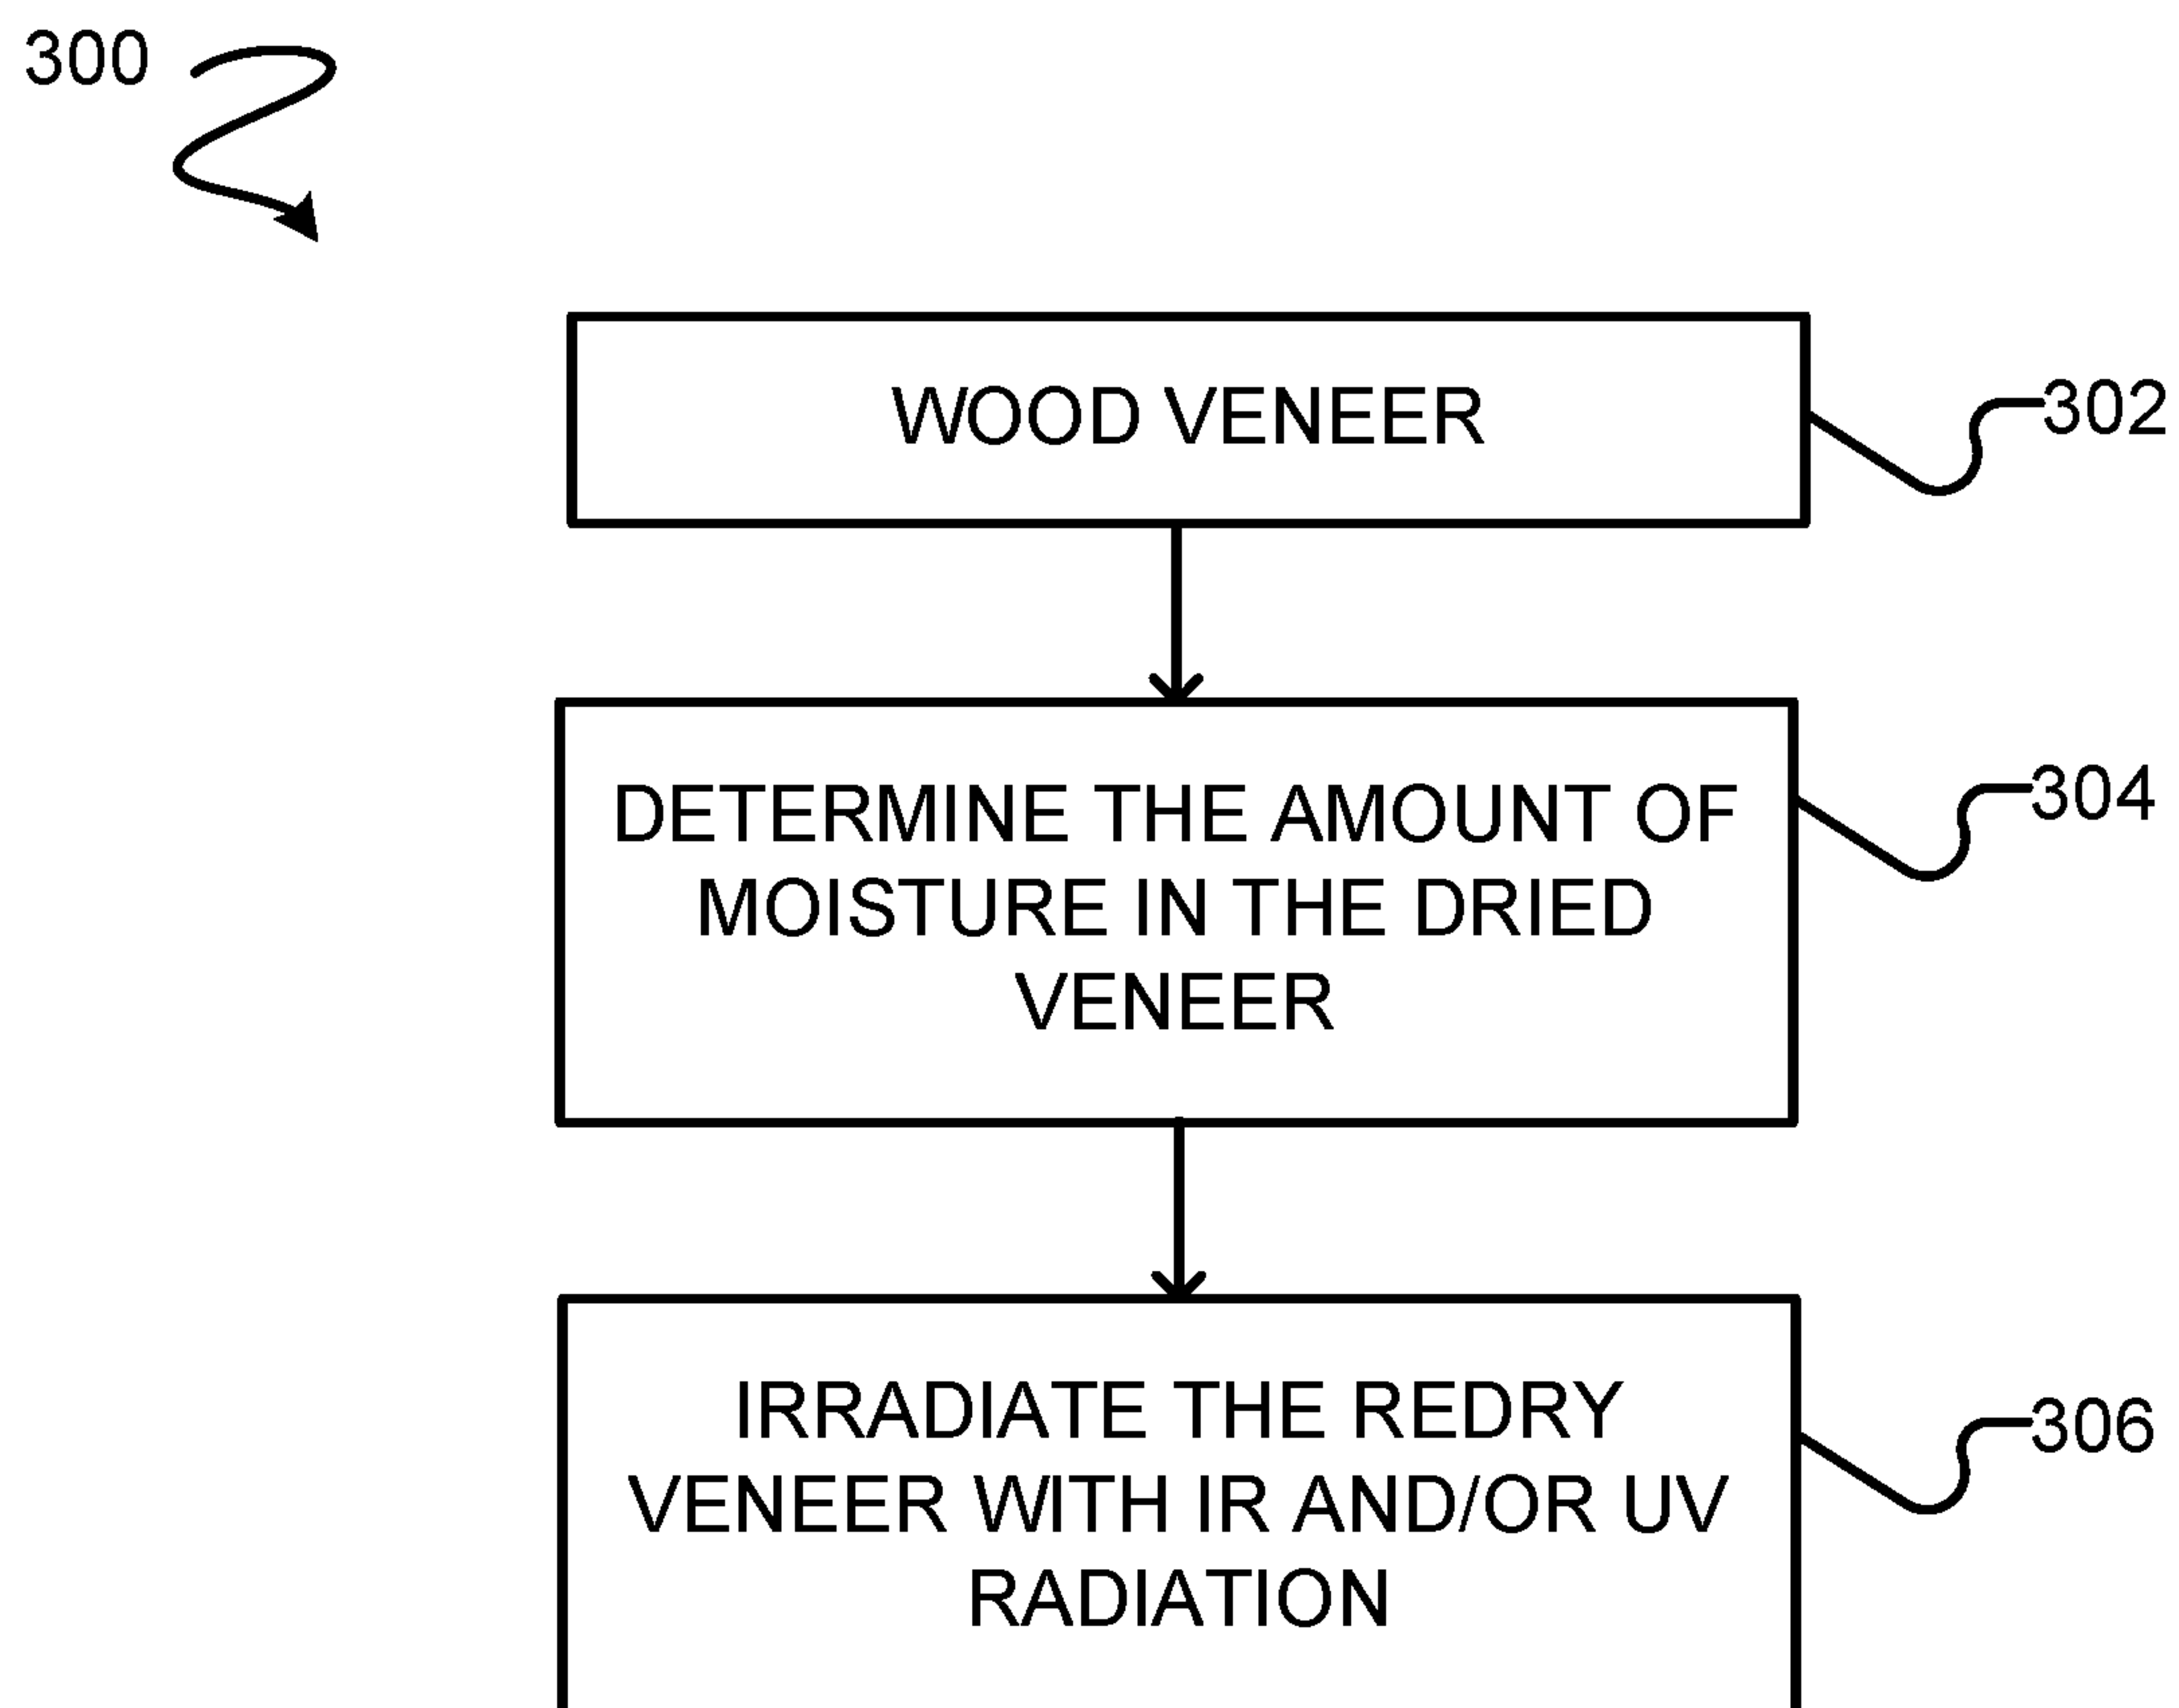 300
WOOD VENEER
302
DETERMINE THE AMOUNT OF
MOISTURE IN THE DRIED
VENEER
304
IRRADIATE THE REDRY
VENEER WITH IR AND/OR UV
RADIATION
306